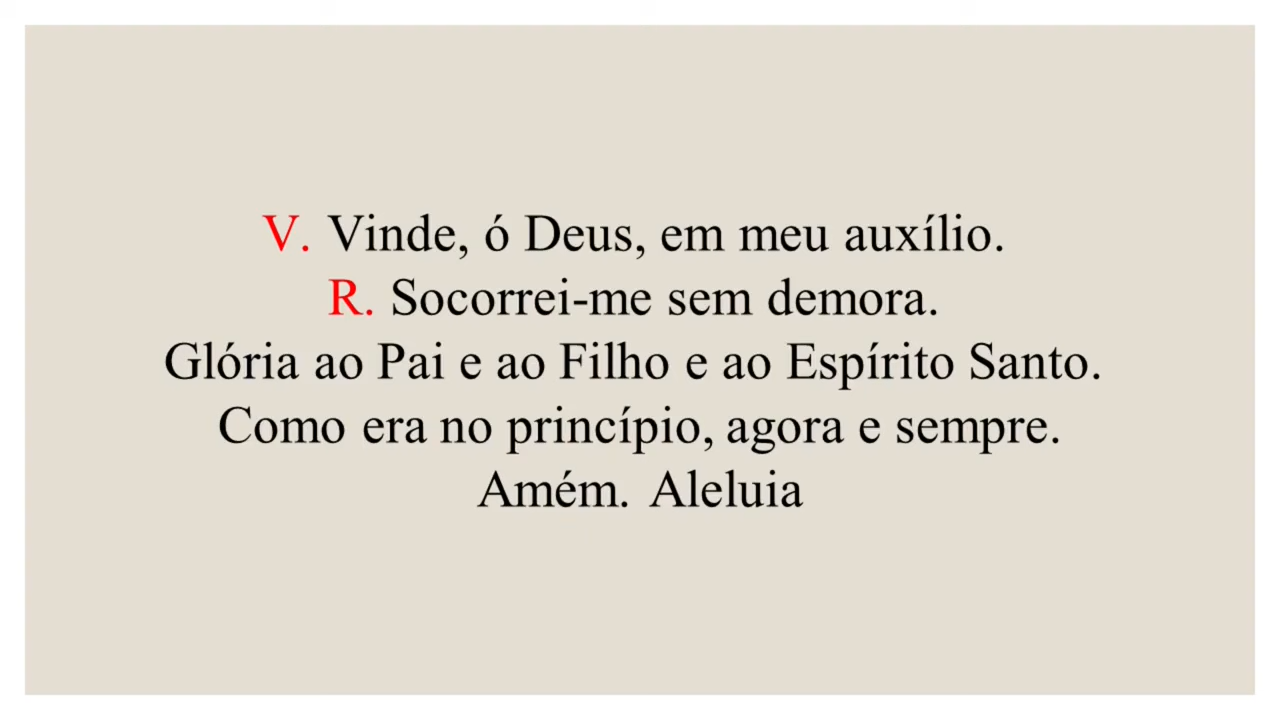 V. Vinde, ó Deus, em meu auxílio.
R. Socorrei-me sem demora.
Glória ao Pai e ao Filho e ao Espírito Santo.
Como era no princípio, agora e sempre.
Amém. Aleluia